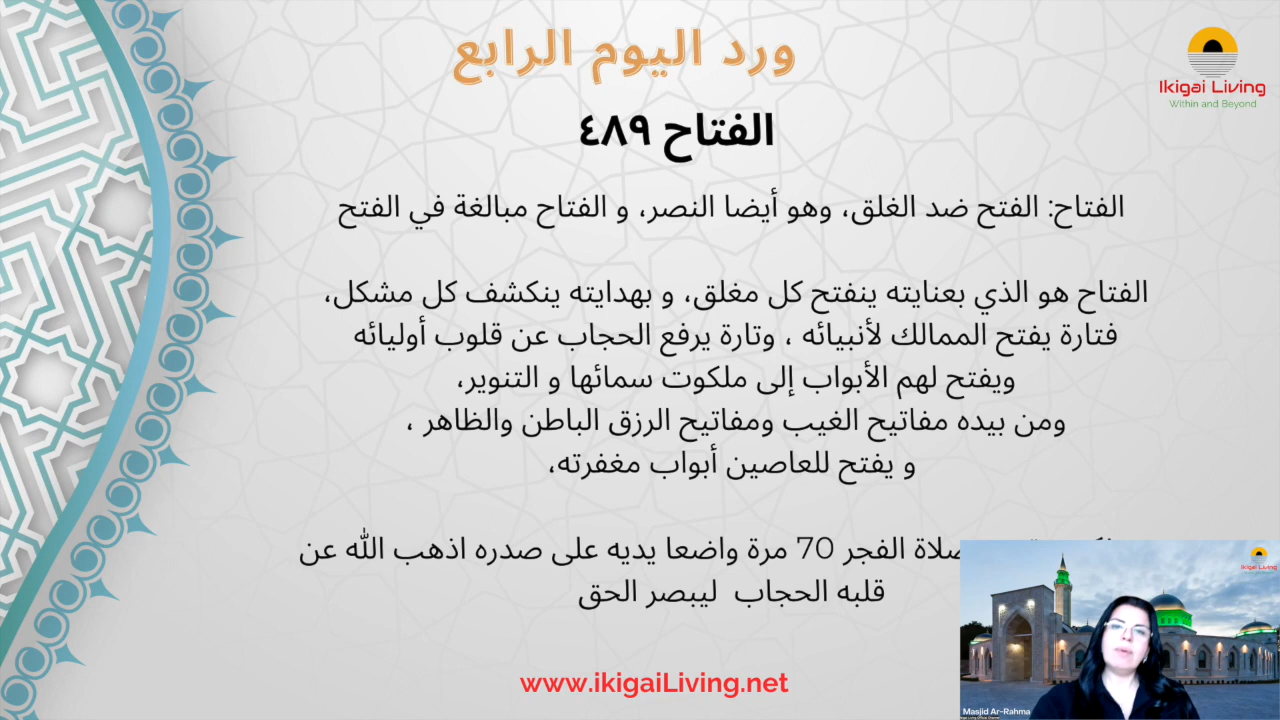 ورد اليوم الرابع
Ikigai Living
Within and Beyond
الفتاح ٤٨٩
الفتاح: الفتح ضد الغلق، وهو أيضا النصر، و الفتاح مبالغة في الفتح
الفتاح هو الذي بعنايته ينفتح كل مغلق، و بهدايته ينكشف كل مشكل،
فتارة يفتح الممالك لأنبيائه ، وتارة يرفع الحجاب عن قلوب أوليائه
ويفتح لهم الأبواب إلى ملكوت سمائها و التنوير،
ومن بيده مفاتيح الغيب ومفاتيح الرزق الباطن والظاهر ،
و يفتح للعاصين أبواب مغفرته،
صلاة الفجر 70 مرة واضعا يديه على صدره اذهب الله عن
قلبه الحجاب ليبصر الحق
www.ikigaiLiving.net
Ikigai Living
Masjid Ar-Rahma